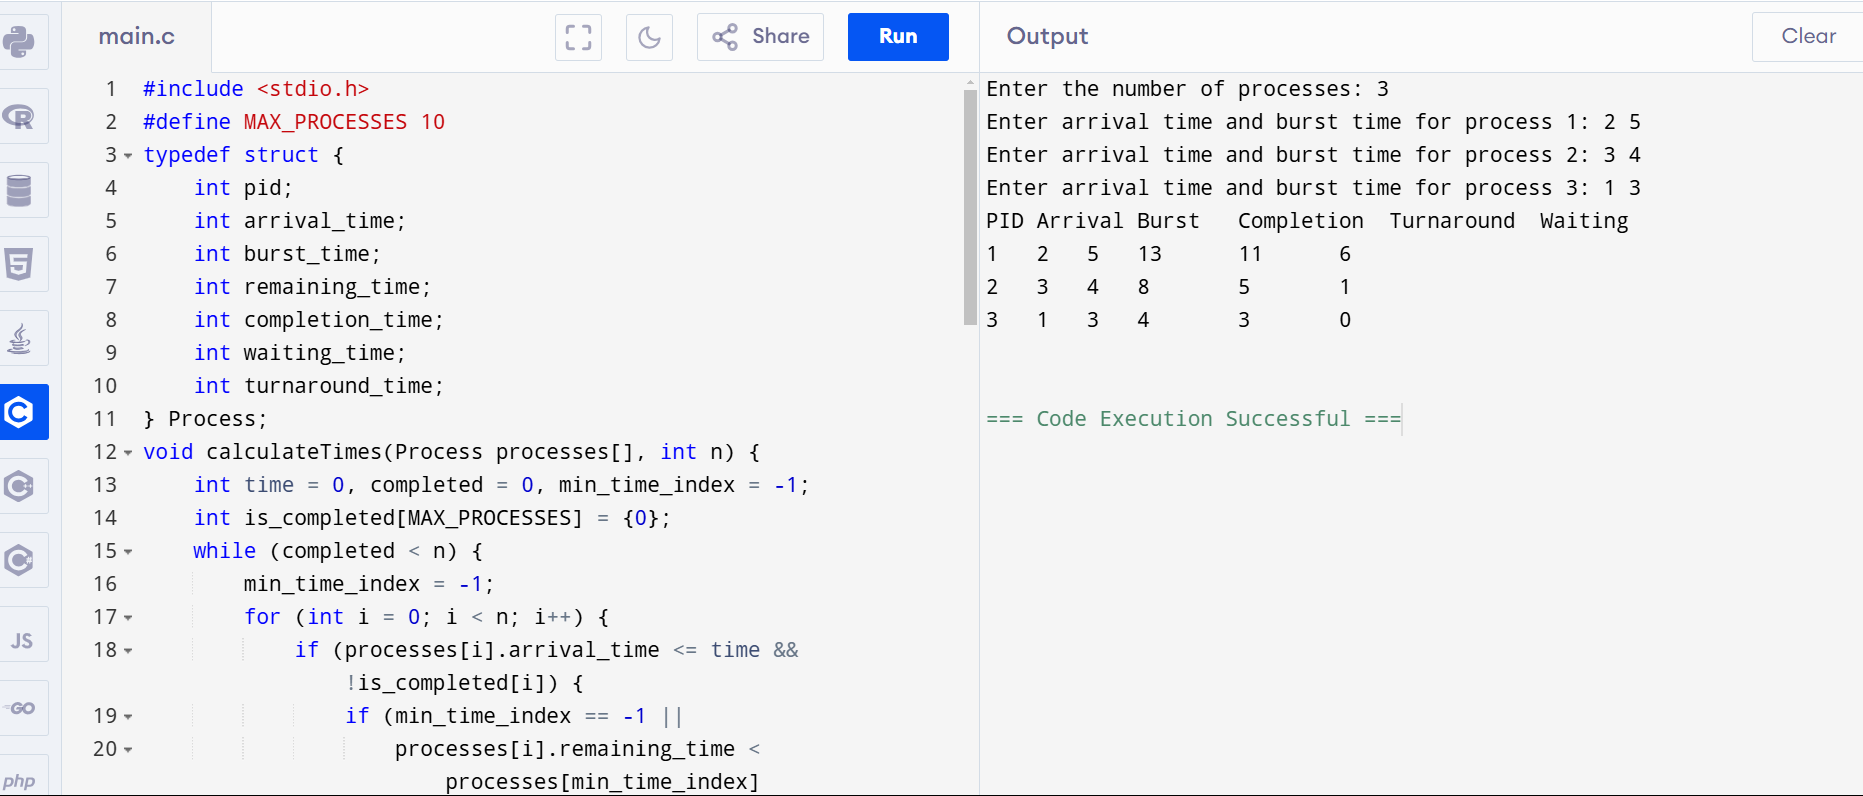 main.c
Share
Run
Output
Clear
1 #include <stdio.h>
2 #define MAX_PROCESSES 10
3 typedef struct {
4 int pid;
5 int arrival_time;
6 int burst_time;
7 int remaining_time;
8 int completion_time;
9 int waiting_time;
10 int turnaround_time;
11 } Process;
12 void calculateTimes(Process processes[], int n) {
13 int time = 0, completed = 0, min_time_index = -1;
14 int is_completed[MAX_PROCESSES] = {0};
15 while (completed < n) {
16 min_time_index = -1;
17 for (int i = 0; i < n; i++) {
18 if (processes[i].arrival_time <= time &&
!is_completed[i]) {
19 if (min_time_index == -1 ||
20 processes[i].remaining_time <
processes[min_time_index]
Enter the number of processes: 3
Enter arrival time and burst time for process 1: 2 5
Enter arrival time and burst time for process 2: 3 4
Enter arrival time and burst time for process 3: 1 3
PID Arrival Burst Completion Turnaround Waiting
1 2 5 13 11 6
2 3 4 8 5 1
3 1 3 4 3 0
=== Code Execution Successful ===
R
5
C
C
C
JS
GO
php